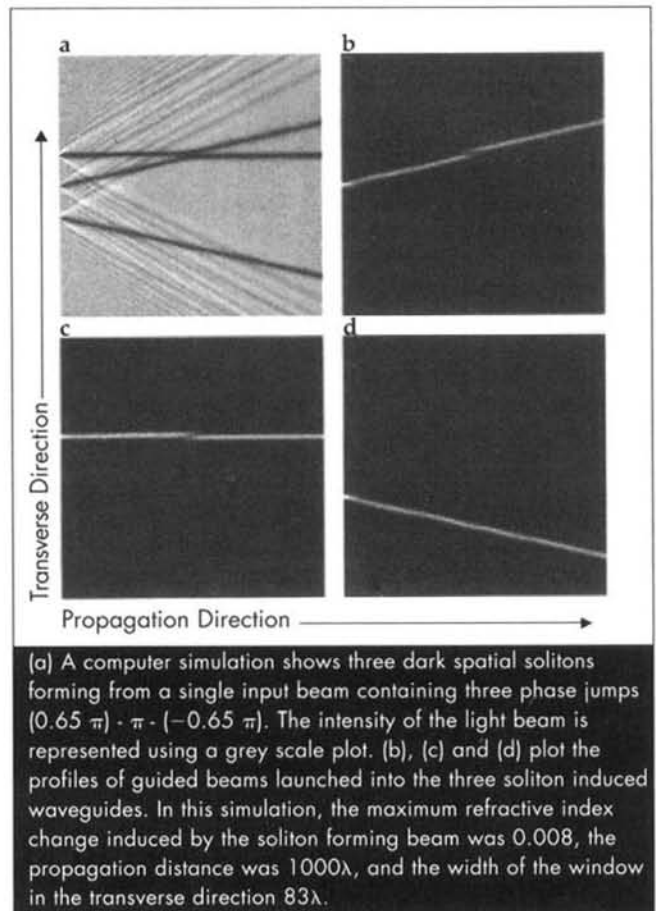 a
b
c
d
Transverse Direction
Propagation Direction
(a) A computer simulation shows three dark spatial solitons
forming from a single input beam containing three phase jumps
(0.65 π) - π - (−0.65 π). The intensity of the light beam is
represented using a grey scale plot. (b), (c) and (d) plot the
profiles of guided beams launched into the three soliton induced
waveguides. In this simulation, the maximum refractive index
change induced by the soliton forming beam was 0.008, the
propagation distance was 1000λ, and the width of the window
in the transverse direction 83λ.